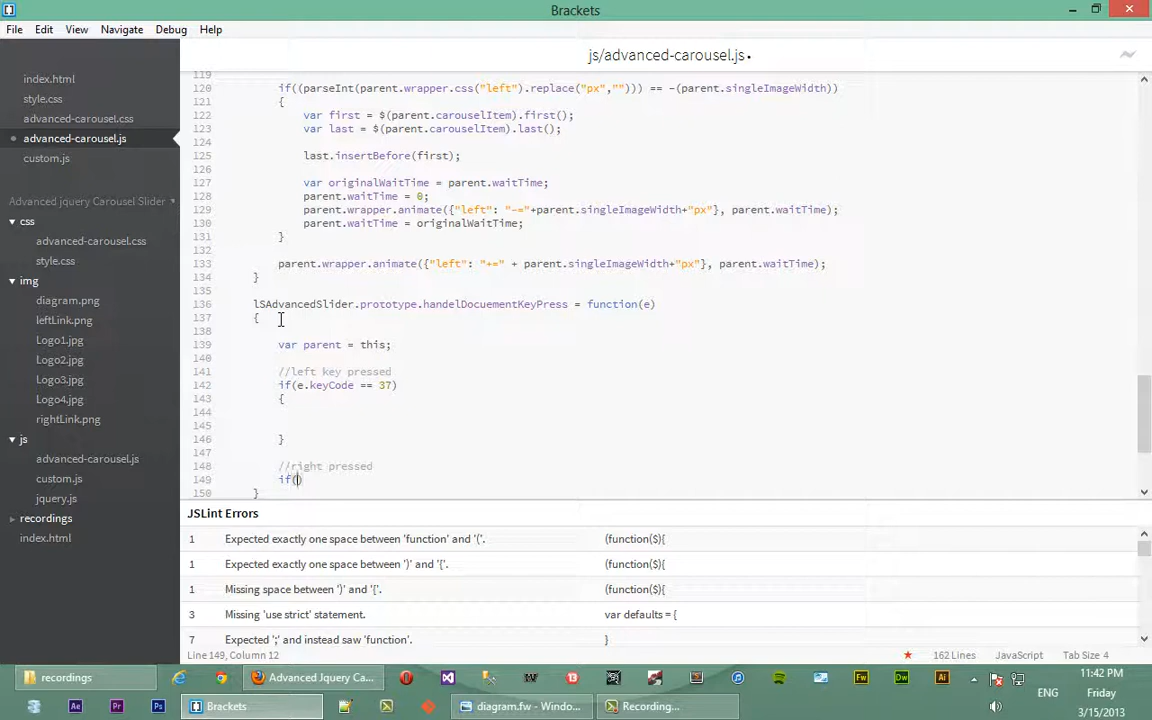 Brackets
File Edit View Navigate Debug Help
js/advanced-carousel.js •
index.html
style.css
advanced-carousel.css
advanced-carousel.js
custom.js
Advanced jquery Carousel Slider
css
advanced-carousel.css
style.css
img
diagram.png
leftLink.png
Logo1.jpg
Logo2.jpg
Logo3.jpg
Logo4.jpg
rightLink.png
js
advanced-carousel.js
custom.js
jquery.js
recordings
index.html
119
120 if((parseInt(parent.wrapper.css("left").replace("px",""))) == -(parent.singleImageWidth))
121 {
122 var first = $(parent.carouselItem).first();
123 var last = $(parent.carouselItem).last();
124
125 last.insertBefore(first);
126
127 var originalWaitTime = parent.waitTime;
128 parent.waitTime = 0;
129 parent.wrapper.animate({"left": "-="+parent.singleImageWidth+"px"}, parent.waitTime);
130 parent.waitTime = originalWaitTime;
131 }
132
133 parent.wrapper.animate({"left": "+=" + parent.singleImageWidth+"px"}, parent.waitTime);
134 }
135
136 lSAdvancedSlider.prototype.handelDocuementKeyPress = function(e)
137 {
138
139 var parent = this;
140
141 //left key pressed
142 if(e.keyCode == 37)
143 {
144
145
146 }
147
148 //right pressed
149 if()
150 }
JSLint Errors
1 Expected exactly one space between 'function' and '('. (function($){
1 Expected exactly one space between ')' and '{'. (function($){
1 Missing space between ')' and '{'. (function($){
3 Missing 'use strict' statement. var defaults = {
7 Expected ';' and instead saw 'function'. }
Line 149, Column 12 162 Lines JavaScript Tab Size 4
recordings Advanced Jquery Ca... Fw Dw Ai
Ae Pr Ps Brackets diagram.fw - Windo... Recording...
ENG
11:42 PM
Friday
3/15/2013